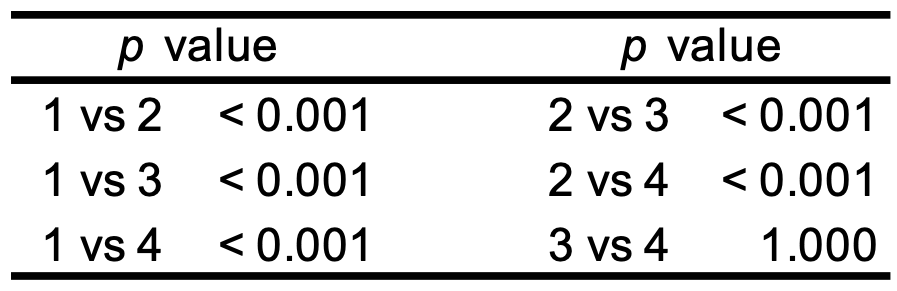 p value p value
1 vs 2 < 0.001 2 vs 3 < 0.001
1 vs 3 < 0.001 2 vs 4 < 0.001
1 vs 4 < 0.001 3 vs 4 1.000